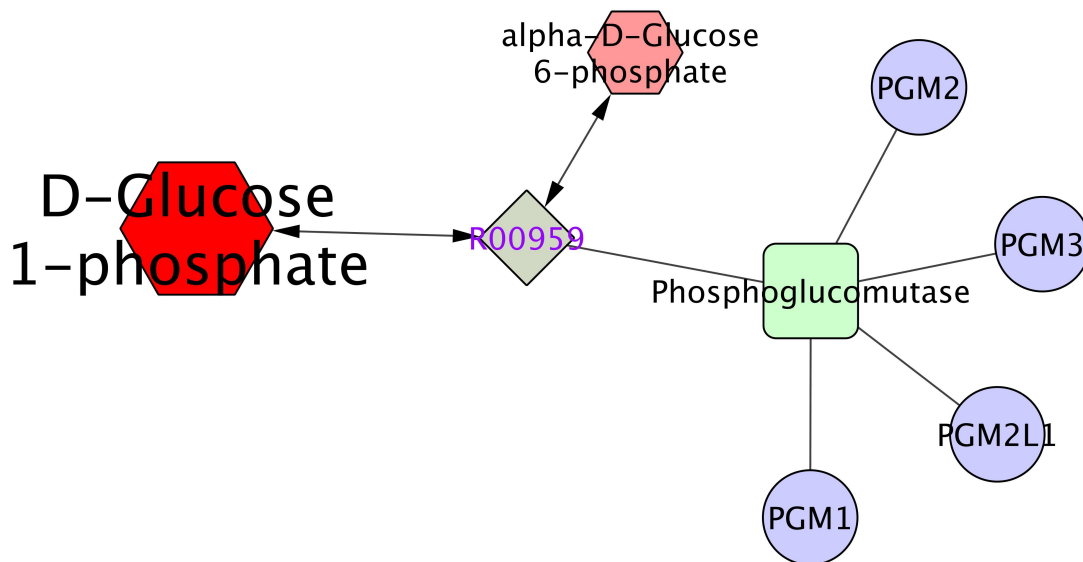 alpha-D-Glucose
6-phosphate
PGM2
D-Glucose
1-phosphate
R00959
PGM3
Phosphoglucomutase
PGM2L1
PGM1